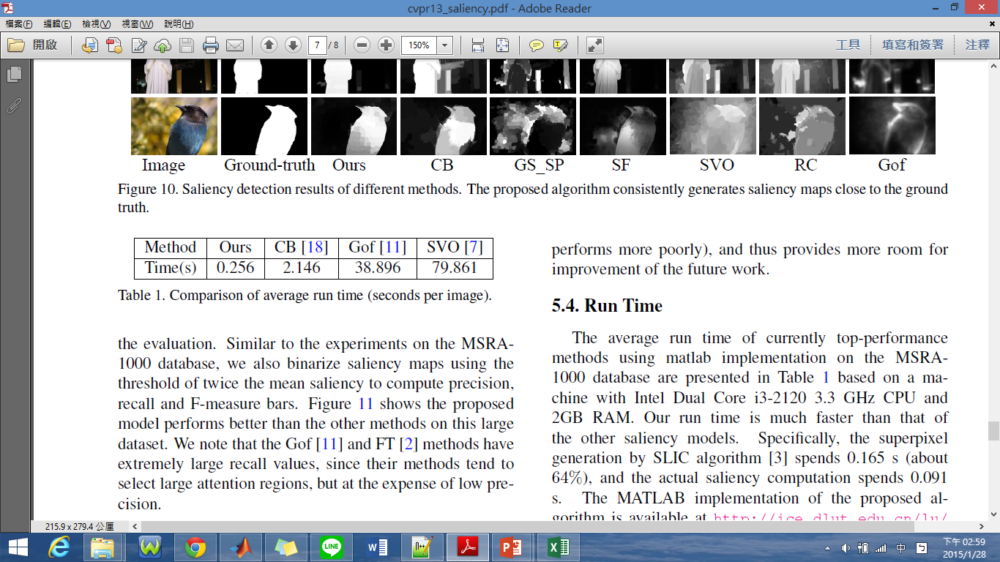 cvpr13_saliency.pdf - Adobe Reader
檔案(F) 編輯(E) 檢視(V) 視窗(W) 說明(H)
開啟 7 / 8 150% 工具 填寫和簽署 注釋
Image Ground-truth Ours CB GS_SP SF SVO RC Gof
Figure 10. Saliency detection results of different methods. The proposed algorithm consistently generates saliency maps close to the ground
truth.
Method Ours CB [18] Gof [11] SVO [7]
Time(s) 0.256 2.146 38.896 79.861
Table 1. Comparison of average run time (seconds per image).
the evaluation. Similar to the experiments on the MSRA-
1000 database, we also binarize saliency maps using the
threshold of twice the mean saliency to compute precision,
recall and F-measure bars. Figure 11 shows the proposed
model performs better than the other methods on this large
dataset. We note that the Gof [11] and FT [2] methods have
extremely large recall values, since their methods tend to
select large attention regions, but at the expense of low pre-
cision.
performs more poorly), and thus provides more room for
improvement of the future work.
5.4. Run Time
The average run time of currently top-performance
methods using matlab implementation on the MSRA-
1000 database are presented in Table 1 based on a ma-
chine with Intel Dual Core i3-2120 3.3 GHz CPU and
2GB RAM. Our run time is much faster than that of
the other saliency models. Specifically, the superpixel
generation by SLIC algorithm [3] spends 0.165 s (about
64%), and the actual saliency computation spends 0.091
s. The MATLAB implementation of the proposed al-
gorithm is available at http://ice.dlut.edu.cn/lu/
215.9 x 279.4 公厘
LINE
中
下午 02:59
2015/1/28